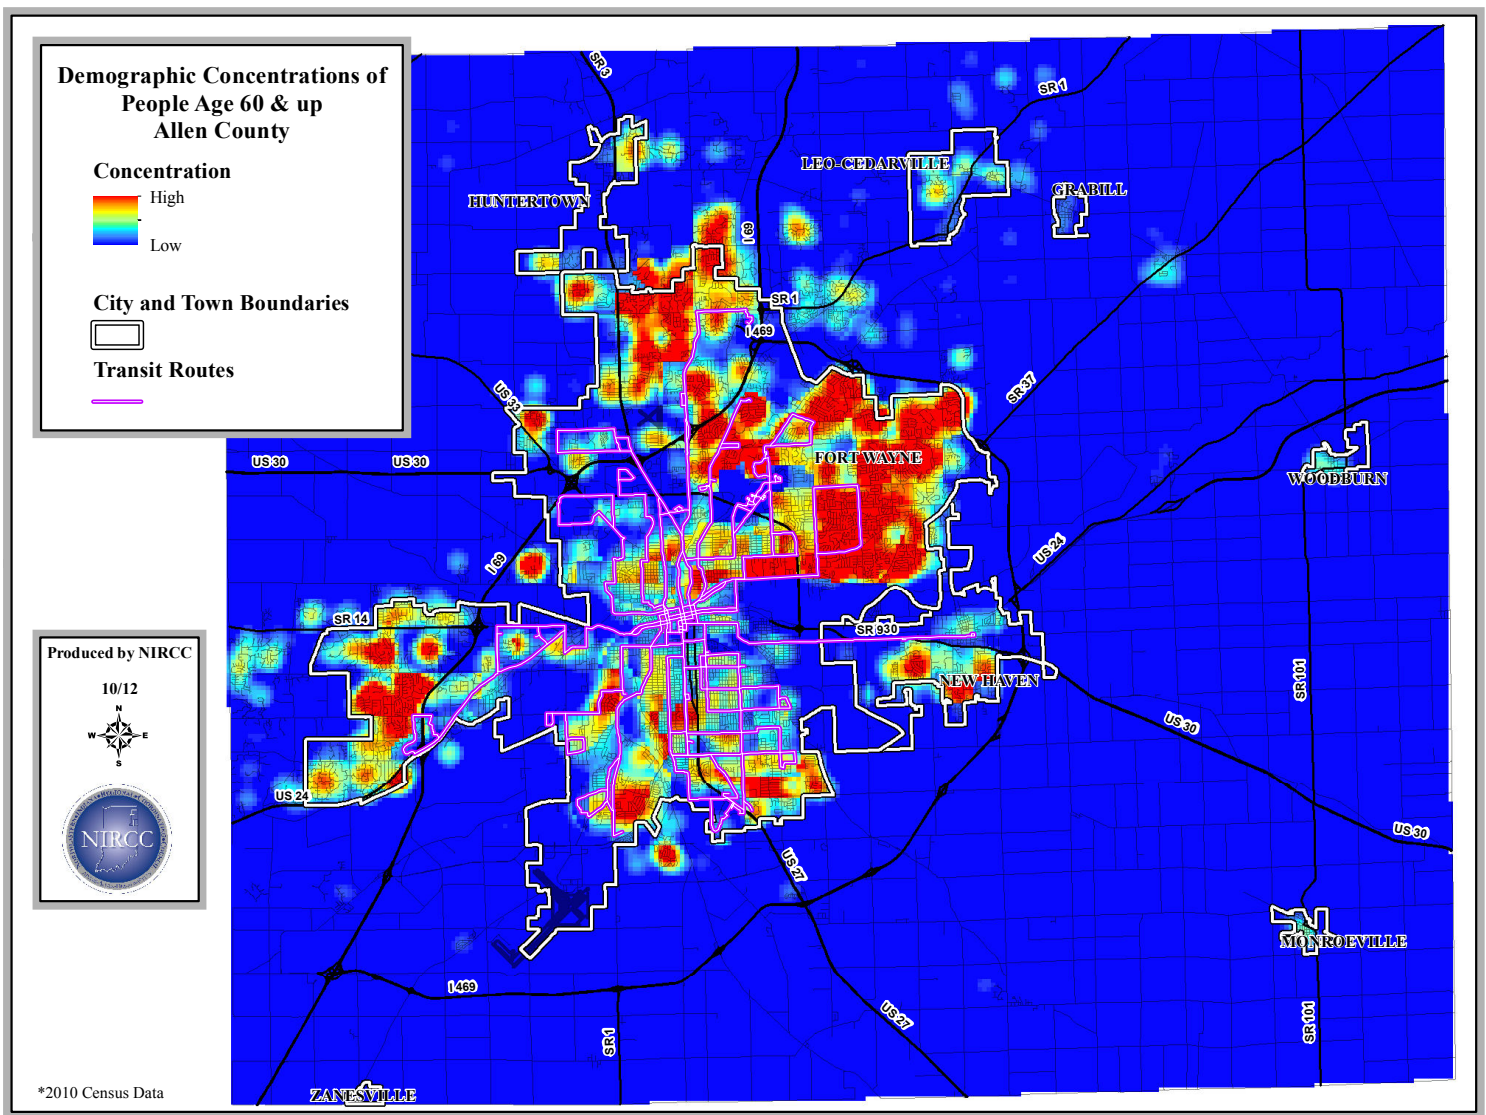 Demographic Concentrations of
People Age 60 & up
Allen County
Concentration
High
Low
City and Town Boundaries
Transit Routes
Produced by NIRCC
10/12
N
W
E
S
NIRCC
*2010 Census Data
SR 3
SR 1
LEO-CEDARVILLE
GRABILL
HUNTERTOWN
I 69
SR 1
I 469
US 33
SR 37
US 30
US 30
FORT WAYNE
WOODBURN
I 69
US 24
SR 14
SR 930
NEW HAVEN
SR 101
US 30
US 24
US 30
US 27
MONROEVILLE
I 469
US 27
SR 1
SR 101
ZANESVILLE